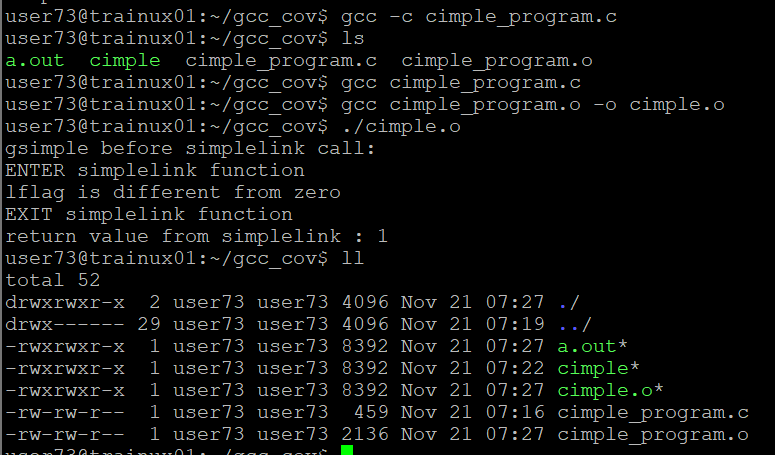 user73@trainux01:~/gcc_cov$ gcc -c cimple_program.c
user73@trainux01:~/gcc_cov$ ls
a.out  cimple  cimple_program.c  cimple_program.o
user73@trainux01:~/gcc_cov$ gcc cimple_program.c
user73@trainux01:~/gcc_cov$ gcc cimple_program.o -o cimple.o
user73@trainux01:~/gcc_cov$ ./cimple.o
gsimple before simplelink call:
ENTER simplelink function
lflag is different from zero
EXIT simplelink function
return value from simplelink : 1
user73@trainux01:~/gcc_cov$ ll
total 52
drwxrwxr-x  2 user73 user73 4096 Nov 21 07:27 ./
drwx------ 29 user73 user73 4096 Nov 21 07:19 ../
-rwxrwxr-x  1 user73 user73 8392 Nov 21 07:27 a.out*
-rwxrwxr-x  1 user73 user73 8392 Nov 21 07:22 cimple*
-rwxrwxr-x  1 user73 user73 8392 Nov 21 07:27 cimple.o*
-rw-rw-r--  1 user73 user73  459 Nov 21 07:16 cimple_program.c
-rw-rw-r--  1 user73 user73 2136 Nov 21 07:27 cimple_program.o
user73@trainux01:~/gcc_cov$